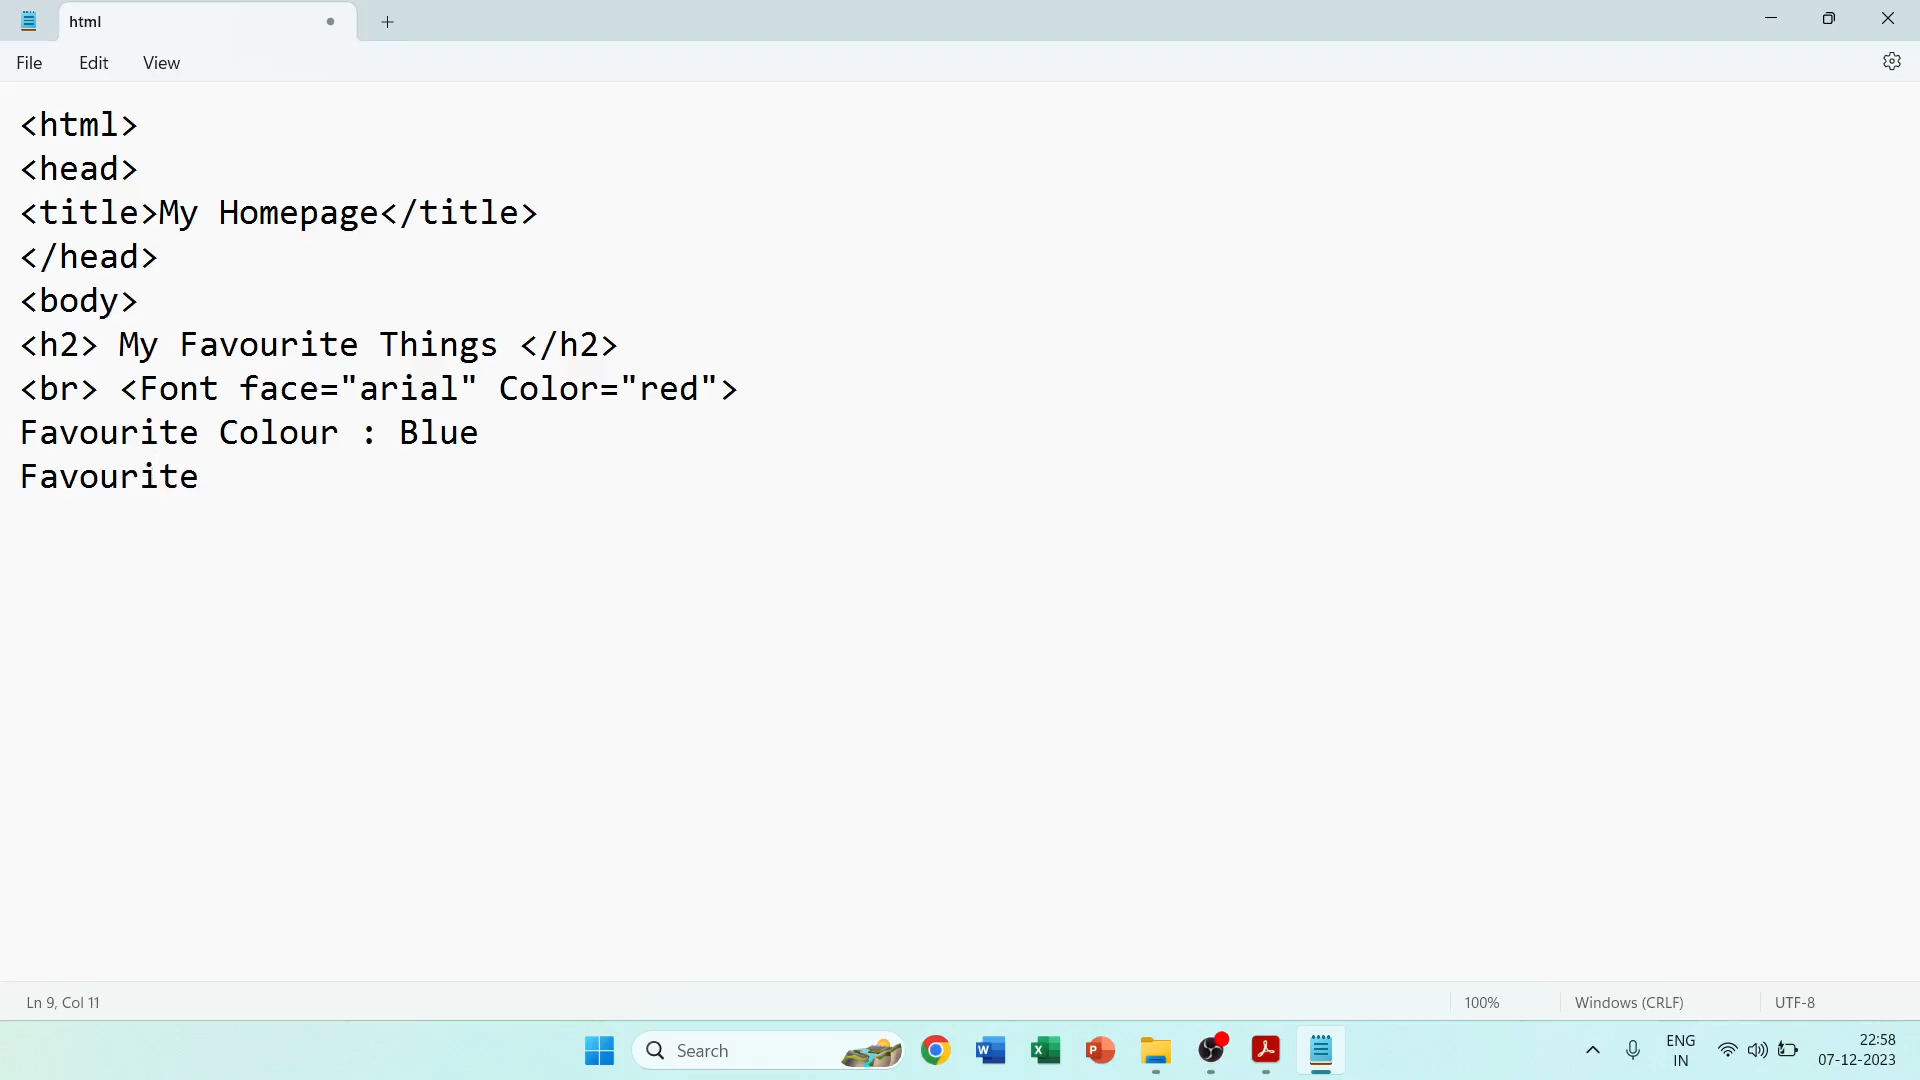 html
File Edit View
<html>
<head>
<title>My Homepage</title>
</head>
<body>
<h2> My Favourite Things </h2>
<br> <Font face="arial" Color="red">
Favourite Colour : Blue
Favourite
Ln 9, Col 11 100% Windows (CRLF) UTF-8
Search ENG 22:58
IN 07-12-2023